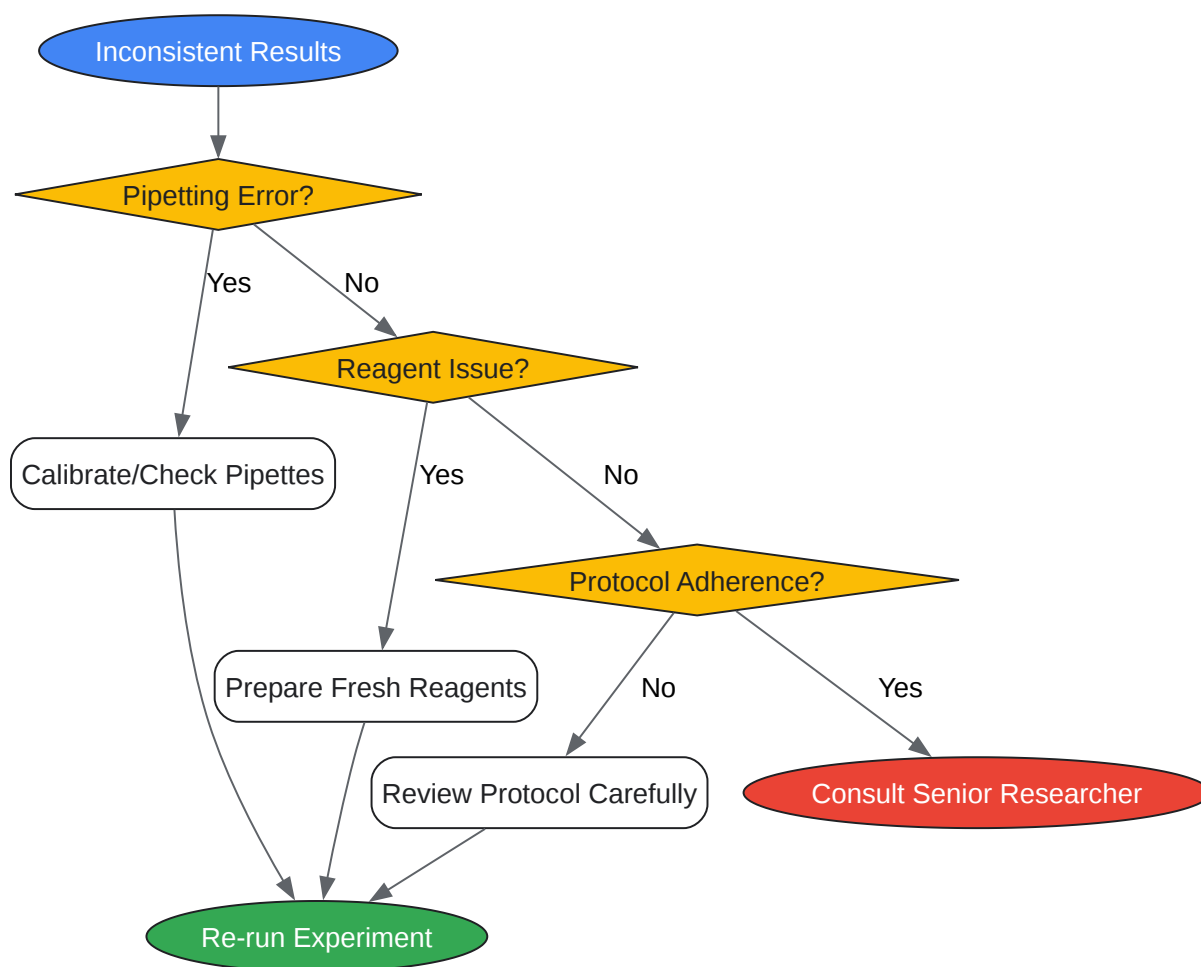 Inconsistent Results
Pipetting Error?
Yes
No
Reagent Issue?
Calibrate/Check Pipettes
Yes
No
Protocol Adherence?
Prepare Fresh Reagents
No
Yes
Review Protocol Carefully
Consult Senior Researcher
Re-run Experiment